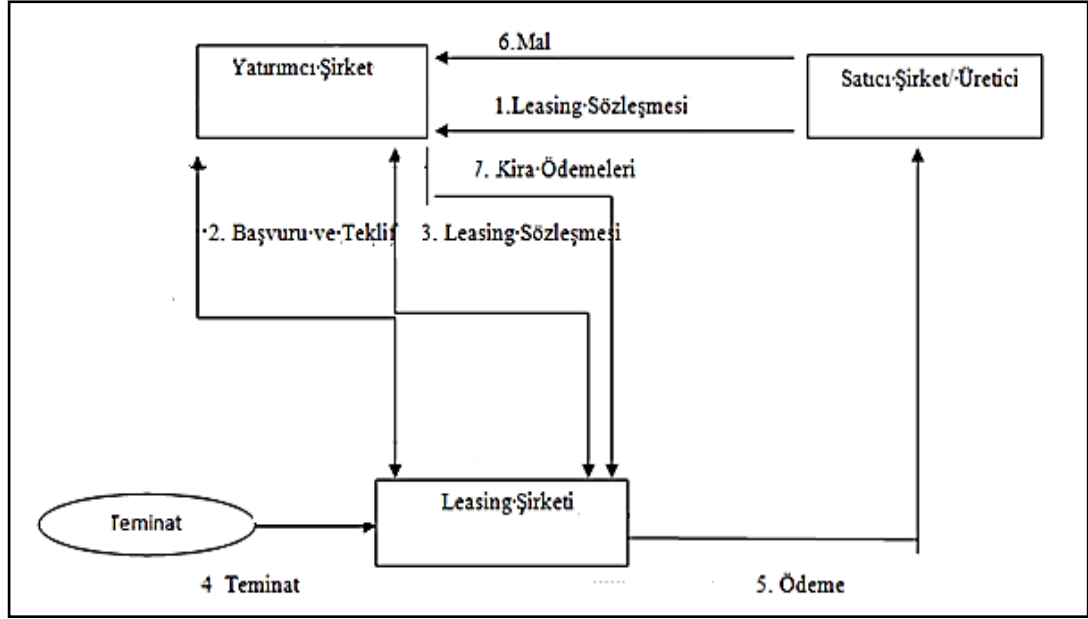 6.Mal
Yatırımcı·Şirket
Satıcı·Şirket/·Üretici
1.Leasing·Sözleşmesi
7. Kira·Ödemeleri
·2. Başvuru·ve·Teklif
3. Leasing·Sözleşmesi
Leasing·Şirketi
Teminat
4 Teminat
5. Ödeme